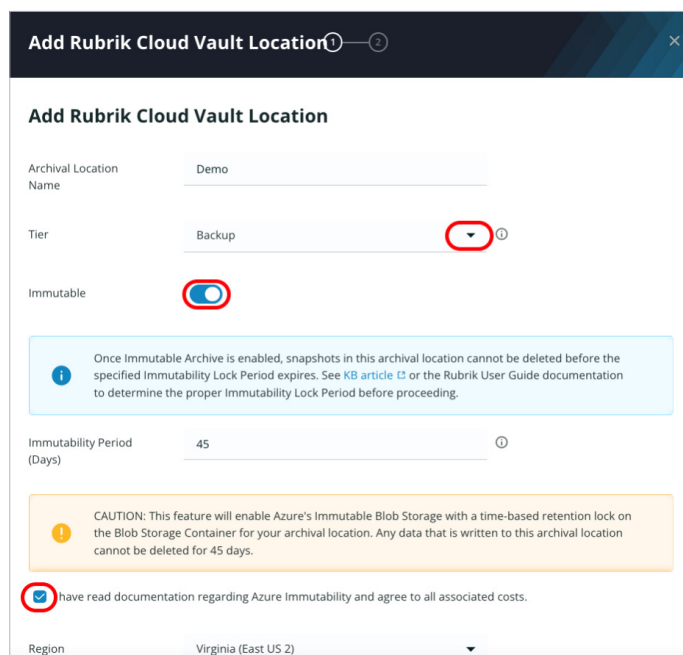 Add Rubrik Cloud Vault Location 1 2
Add Rubrik Cloud Vault Location
Archival Location
Name
Demo
Tier
Backup
Immutable
Once Immutable Archive is enabled, snapshots in this archival location cannot be deleted before the
specified Immutability Lock Period expires. See KB article or the Rubrik User Guide documentation
to determine the proper Immutability Lock Period before proceeding.
Immutability Period
(Days)
45
CAUTION: This feature will enable Azure's Immutable Blob Storage with a time-based retention lock on
the Blob Storage Container for your archival location. Any data that is written to this archival location
cannot be deleted for 45 days.
have read documentation regarding Azure Immutability and agree to all associated costs.
Region
Virginia (East US 2)